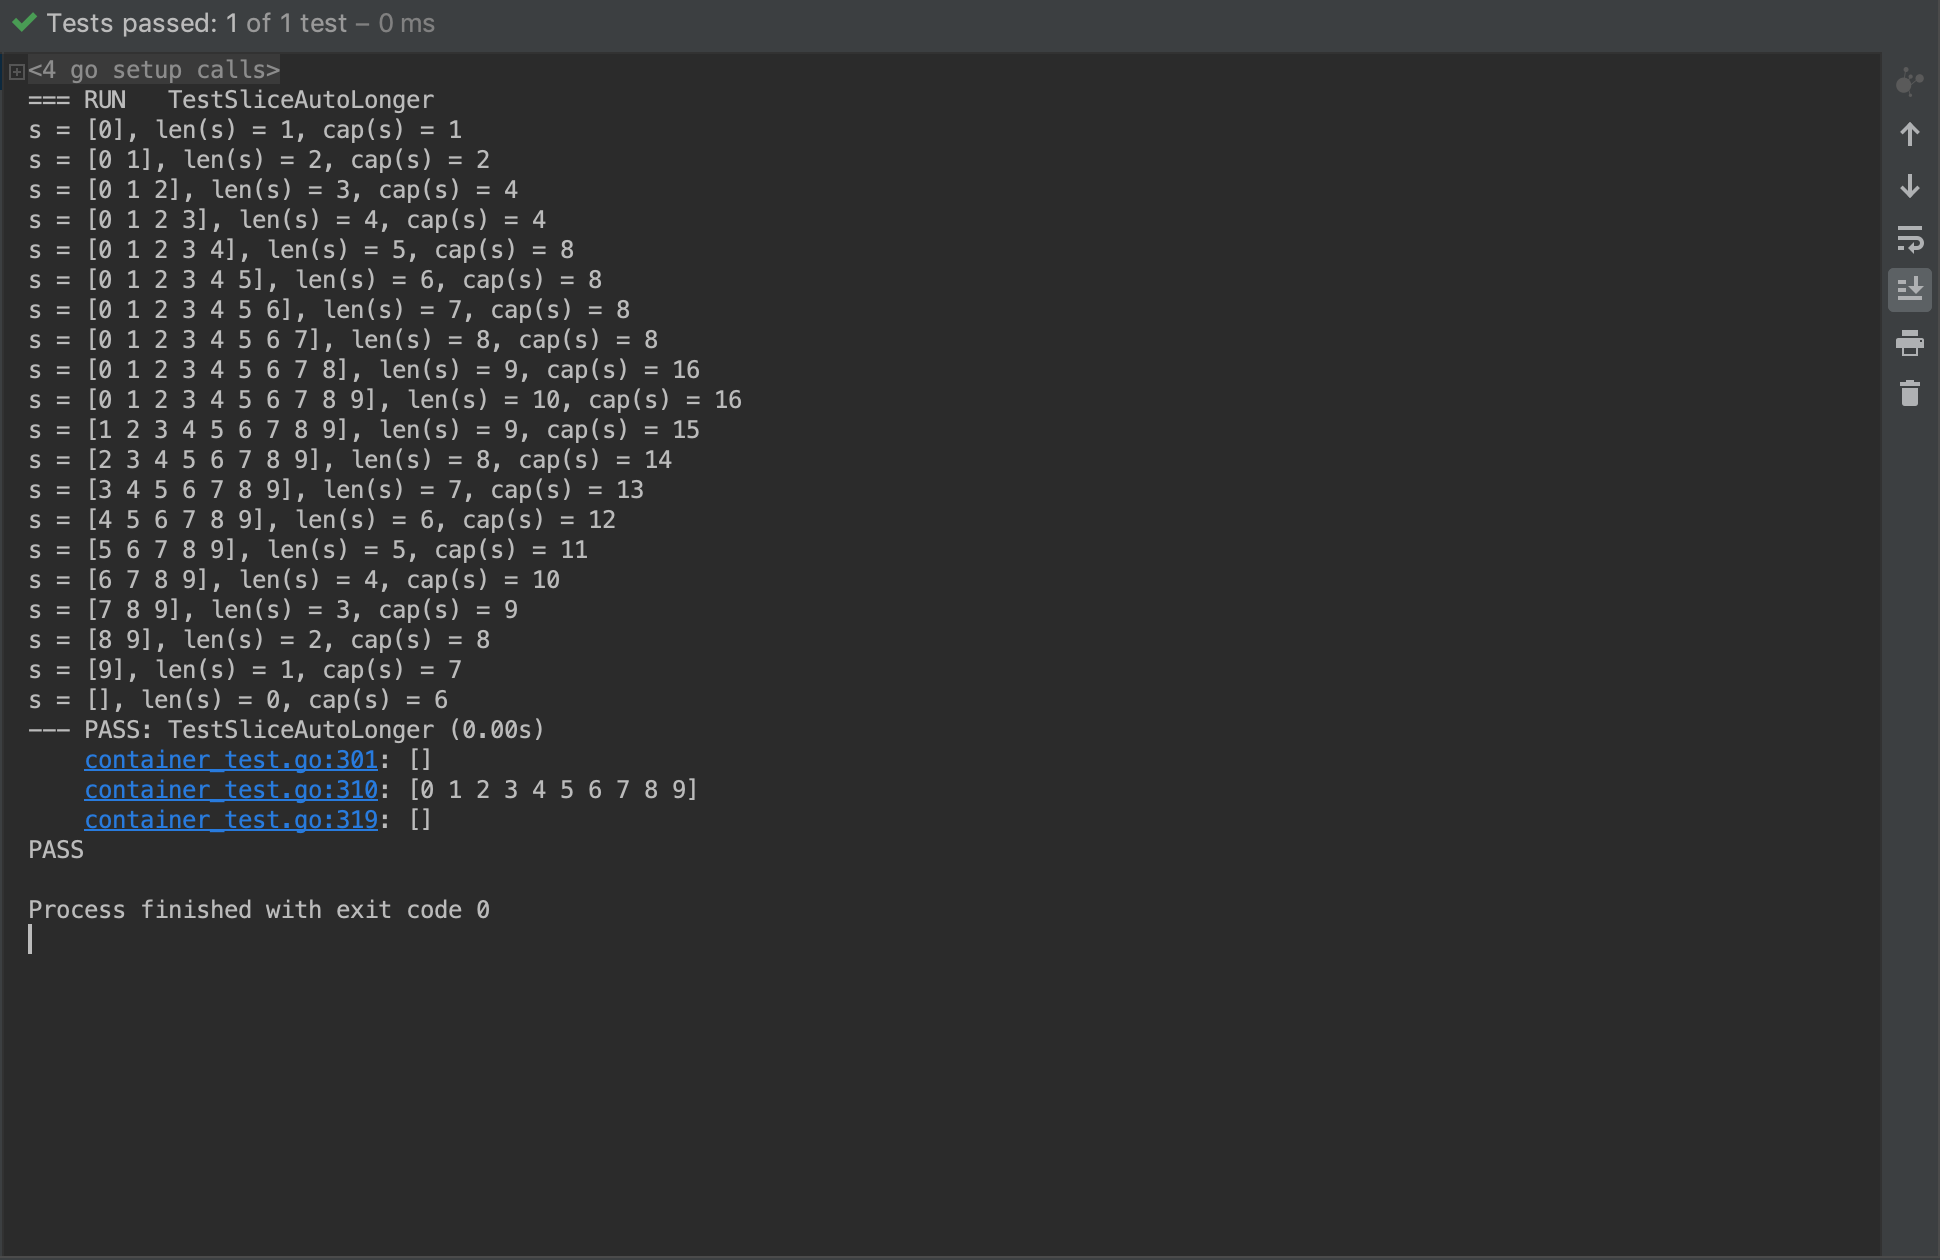 Tests passed: 1 of 1 test – 0 ms
<4 go setup calls>
=== RUN   TestSliceAutoLonger
s = [0], len(s) = 1, cap(s) = 1
s = [0 1], len(s) = 2, cap(s) = 2
s = [0 1 2], len(s) = 3, cap(s) = 4
s = [0 1 2 3], len(s) = 4, cap(s) = 4
s = [0 1 2 3 4], len(s) = 5, cap(s) = 8
s = [0 1 2 3 4 5], len(s) = 6, cap(s) = 8
s = [0 1 2 3 4 5 6], len(s) = 7, cap(s) = 8
s = [0 1 2 3 4 5 6 7], len(s) = 8, cap(s) = 8
s = [0 1 2 3 4 5 6 7 8], len(s) = 9, cap(s) = 16
s = [0 1 2 3 4 5 6 7 8 9], len(s) = 10, cap(s) = 16
s = [1 2 3 4 5 6 7 8 9], len(s) = 9, cap(s) = 15
s = [2 3 4 5 6 7 8 9], len(s) = 8, cap(s) = 14
s = [3 4 5 6 7 8 9], len(s) = 7, cap(s) = 13
s = [4 5 6 7 8 9], len(s) = 6, cap(s) = 12
s = [5 6 7 8 9], len(s) = 5, cap(s) = 11
s = [6 7 8 9], len(s) = 4, cap(s) = 10
s = [7 8 9], len(s) = 3, cap(s) = 9
s = [8 9], len(s) = 2, cap(s) = 8
s = [9], len(s) = 1, cap(s) = 7
s = [], len(s) = 0, cap(s) = 6
--- PASS: TestSliceAutoLonger (0.00s)
    container_test.go:301: []
    container_test.go:310: [0 1 2 3 4 5 6 7 8 9]
    container_test.go:319: []
PASS
Process finished with exit code 0